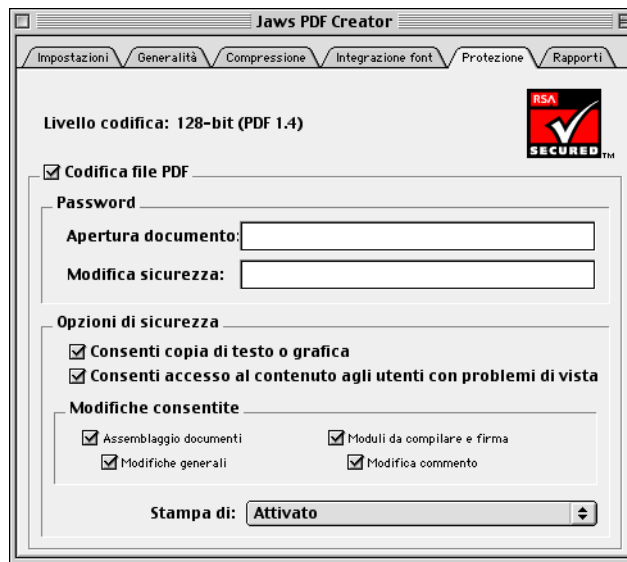 Jaws PDF Creator
Impostazioni Generalità Compressione Integrazione font Protezione Rapporti
Livello codifica: 128-bit (PDF 1.4)
RSA
SECURED TM
Codifica file PDF
Password
Apertura documento:
Modifica sicurezza:
Opzioni di sicurezza
Consenti copia di testo o grafica
Consenti accesso al contenuto agli utenti con problemi di vista
Modifiche consentite
Assemblaggio documenti Moduli da compilare e firma
Modifiche generali Modifica commento
Stampa di: Attivato